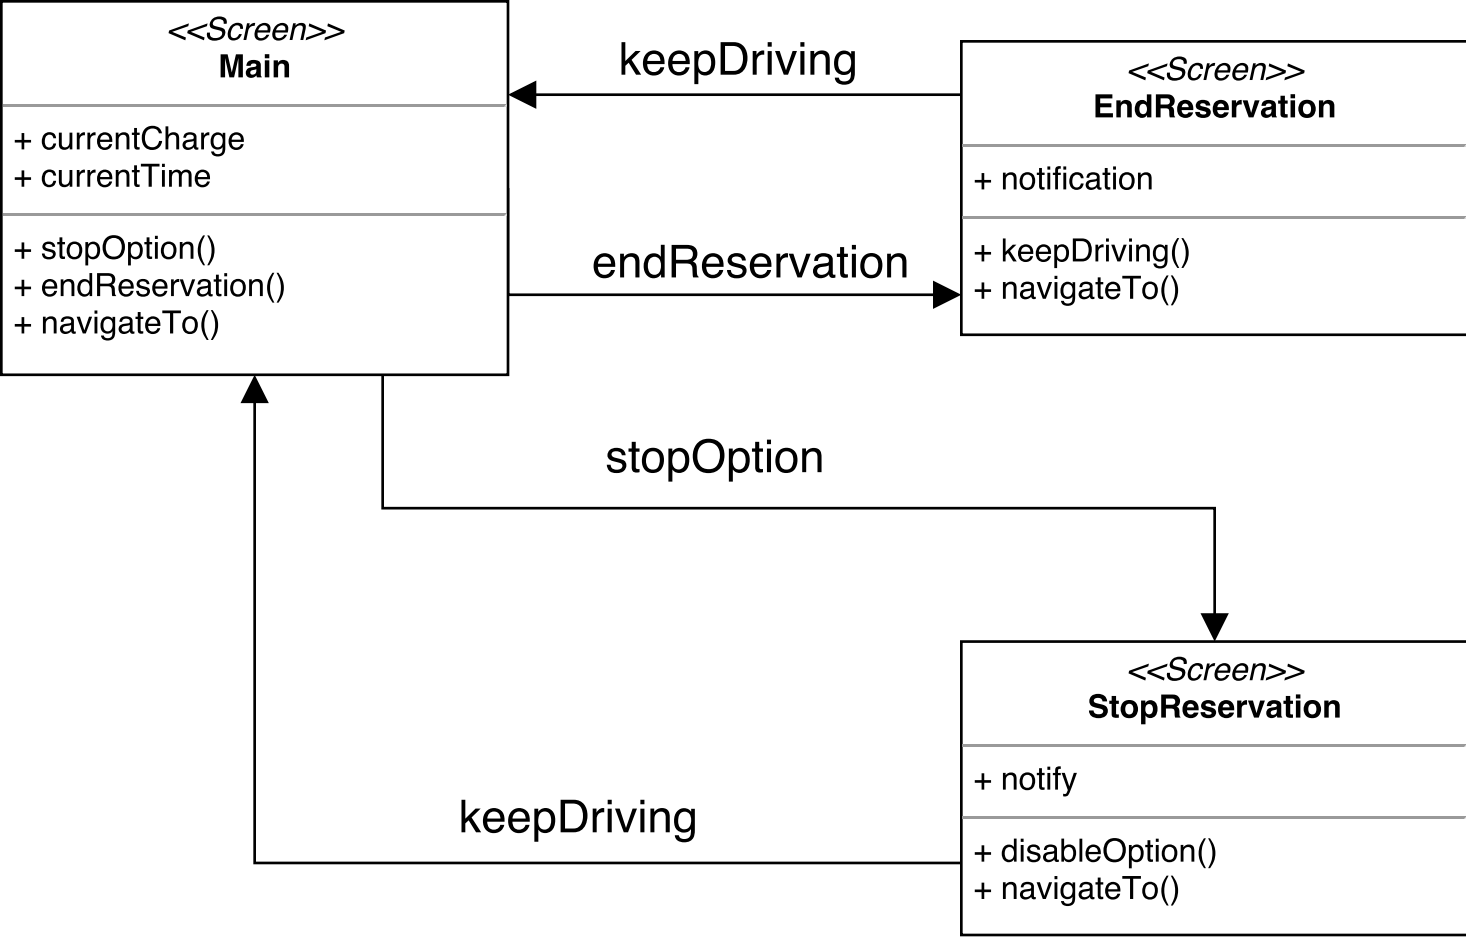 <<Screen>>
Main
+ currentCharge
+ currentTime
+ stopOption()
+ endReservation()
+ navigateTo()
keepDriving
endReservation
<<Screen>>
EndReservation
+ notification
+ keepDriving()
+ navigateTo()
stopOption
keepDriving
<<Screen>>
StopReservation
+ notify
+ disableOption()
+ navigateTo()